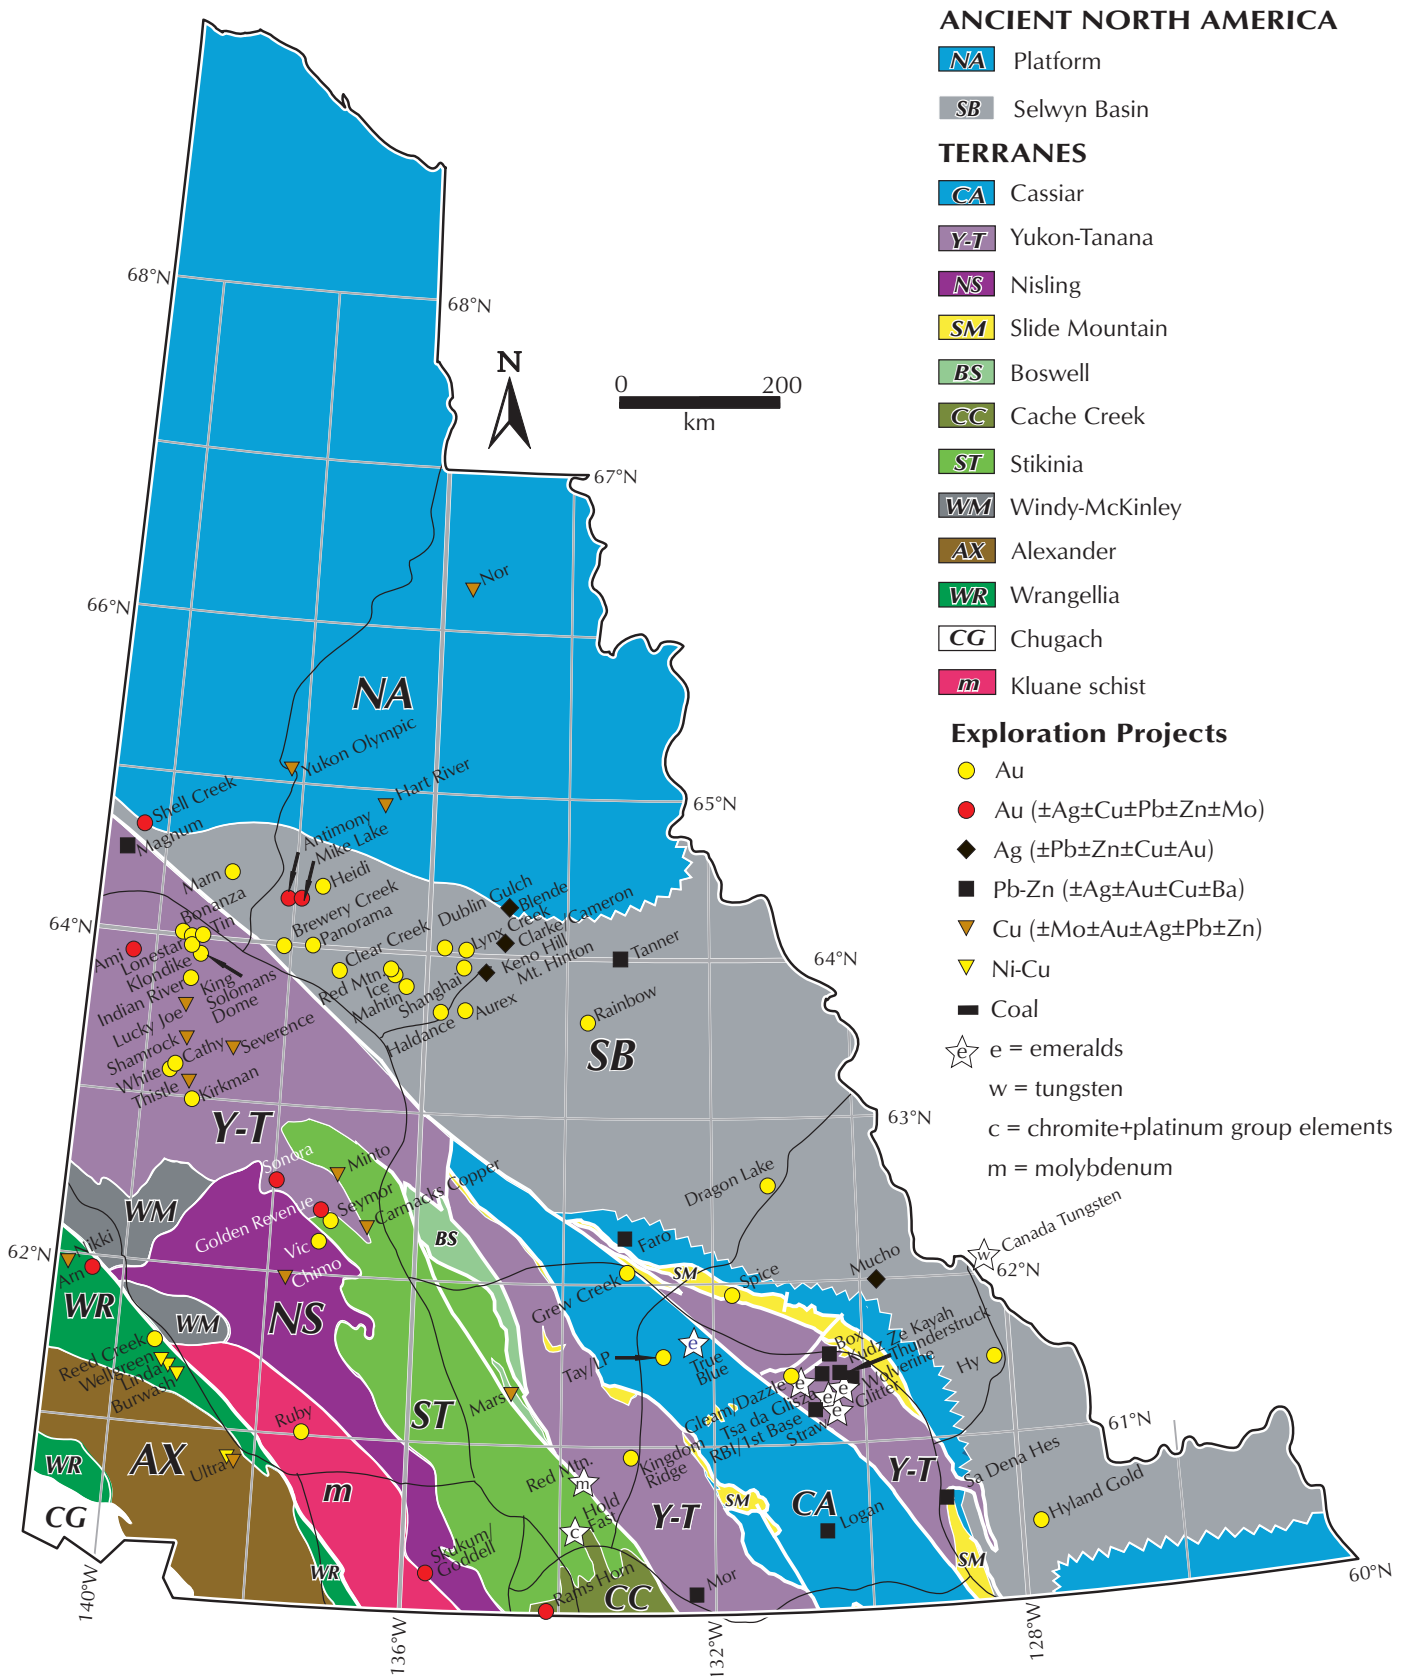 ANCIENT NORTH AMERICA
NA Platform
SB Selwyn Basin
TERRANES
CA Cassiar
Y-T Yukon-Tanana
NS Nisling
SM Slide Mountain
BS Boswell
CC Cache Creek
ST Stikinia
WM Windy-McKinley
AX Alexander
WR Wrangellia
CG Chugach
m Kluane schist
Exploration Projects
Au
Au (±Ag±Cu±Pb±Zn±Mo)
Ag (±Pb±Zn±Cu±Au)
Pb-Zn (±Ag±Au±Cu±Ba)
Cu (±Mo±Au±Ag±Pb±Zn)
Ni-Cu
Coal
e e = emeralds
w = tungsten
c = chromite+platinum group elements
m = molybdenum
68°N
68°N
N
0 200
km
67°N
Nor
66°N
NA
Yukon Olympic
Hart River
65°N
Shell Creek
Magnum
Antimony
Mike Lake
Heidi
Marn
Bonanza
Tin
Brewery Creek
Panorama
Clear Creek
Dublin Gulch
Blende
Lynx Creek
Clarke/Cameron
Keno Hill
Mt. Hinton
Tanner
64°N
64°N
Ami
Lonestar
Klondike
Indian River
King
Solomans
Dome
Red Mtn.
Ice
Mahtin
Shanghai
Haldance
Aurex
Rainbow
SB
Lucky Joe
Shamrock
Cathy
Severence
White
Thistle
Kirkman
63°N
Y-T
Sonora
Minto
Seymor
Golden Revenue
Carmacks Copper
Vic
Chimo
WM
BS
Dragon Lake
Canada Tungsten
w
62°N
62°N
Nikki
Arn
WR
WM
NS
Faro
Mucho
SM
Spice
Grew Creek
Reed Creek
Wellgreen
Linda
Burwash
Tay/LP
e
True
Blue
Box
Kudz Ze Kayah
Thunderstruck
Wolverine
Glitter
Hy
e
e
e
e
Gleam/Dazzle
Tsa da Glisza
RBI/1st Base
Straw
Mars
ST
61°N
Ruby
Ultra
AX
WR
CG
m
Kingdom
Ridge
Red Mtn.
m
Hold
Fast
c
Y-T
SM
CA
Logan
Y-T
Sa Dena Hes
Hyland Gold
SM
Skukum/
Goddell
Rams Horn
CC
Mor
WR
60°N
140°W
136°W
132°W
128°W